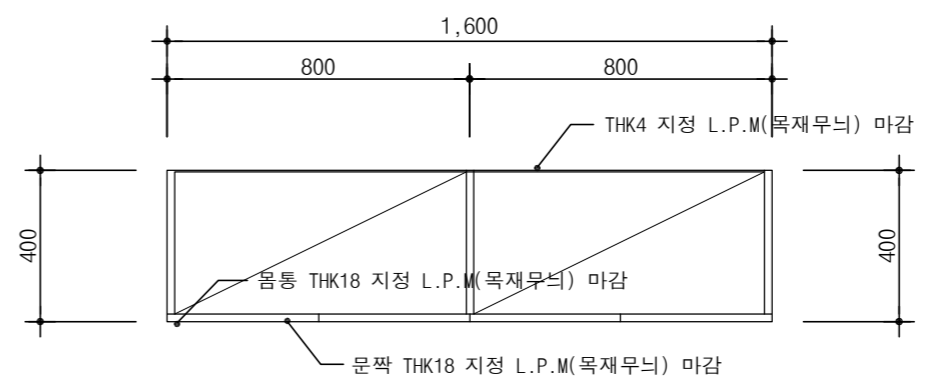 1,600
800
800
THK4 지정 L.P.M(목재무늬) 마감
400
400
몸통 THK18 지정 L.P.M(목재무늬) 마감
문짝 THK18 지정 L.P.M(목재무늬) 마감